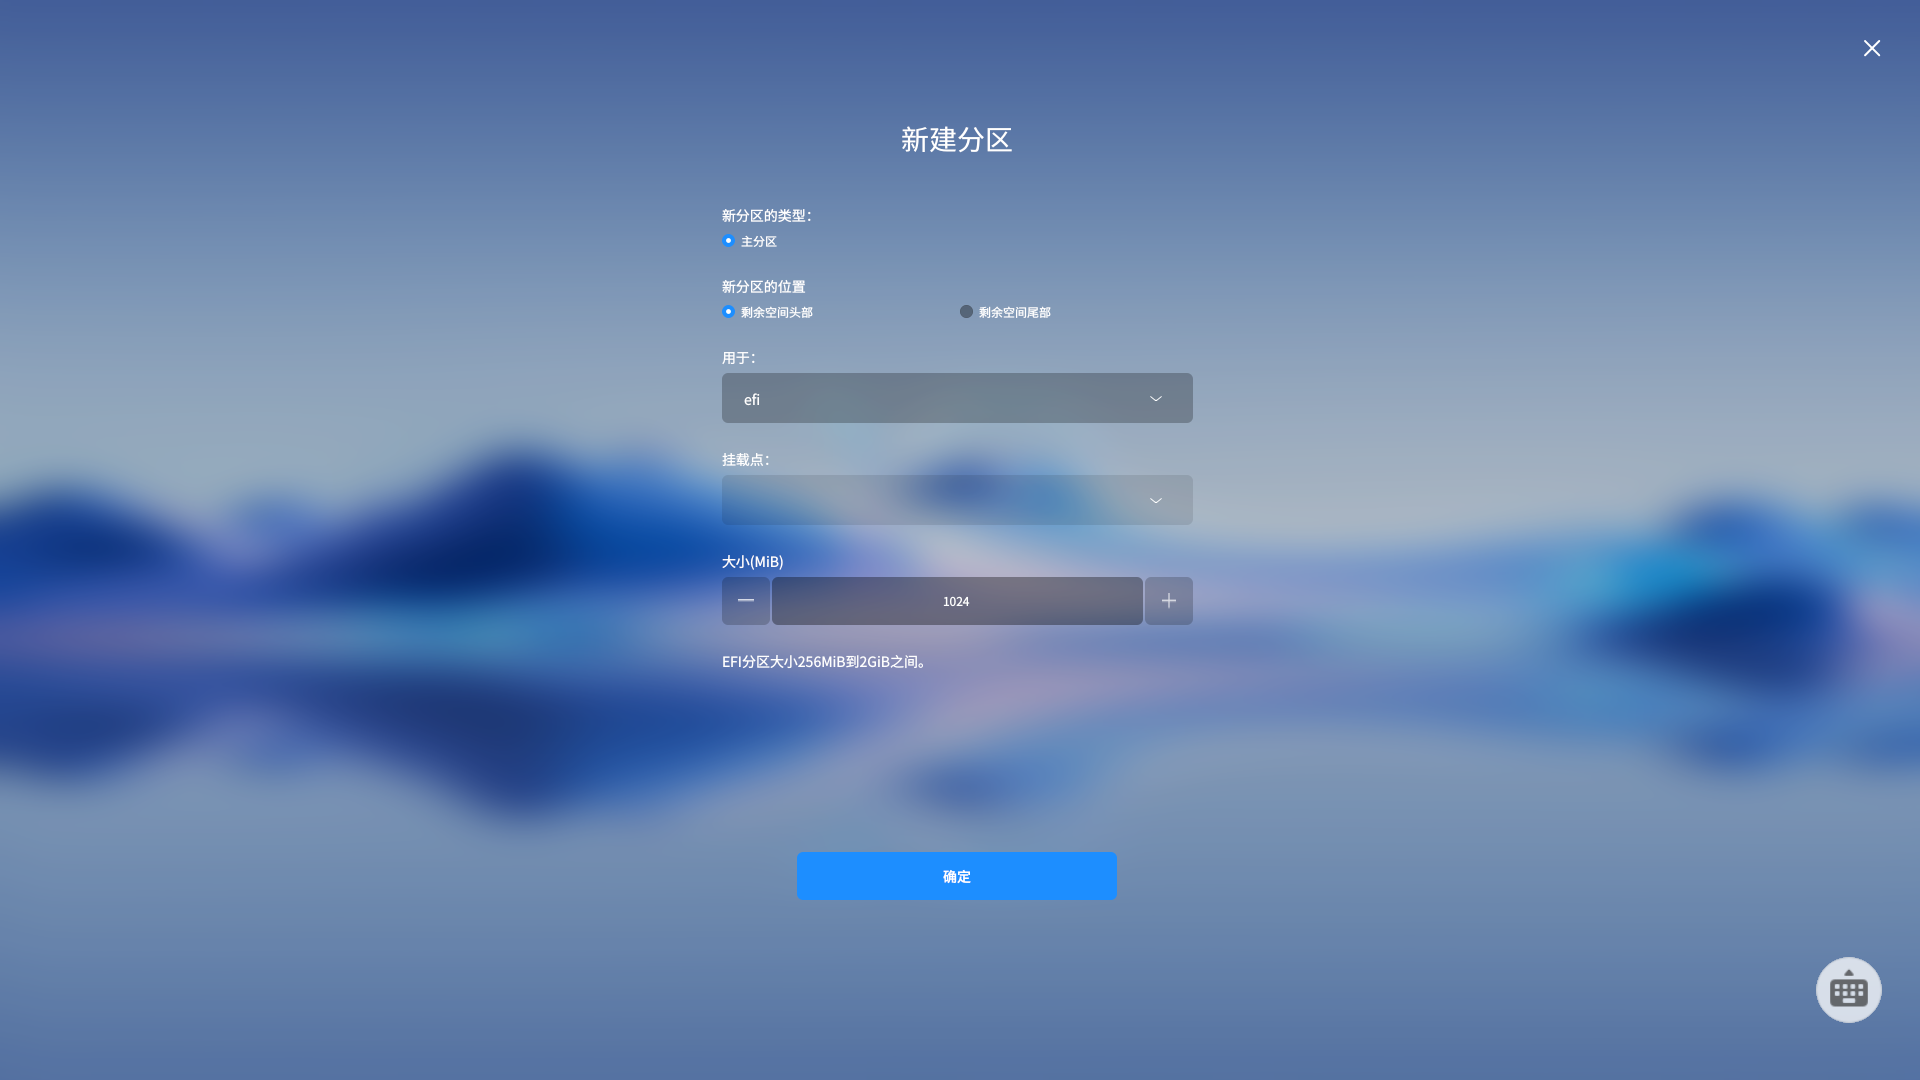 新建分区
新分区的类型：
主分区
新分区的位置
剩余空间头部 剩余空间尾部
用于：
efi
挂载点：
大小(MiB)
1024
EFI分区大小256MiB到2GiB之间。
确定